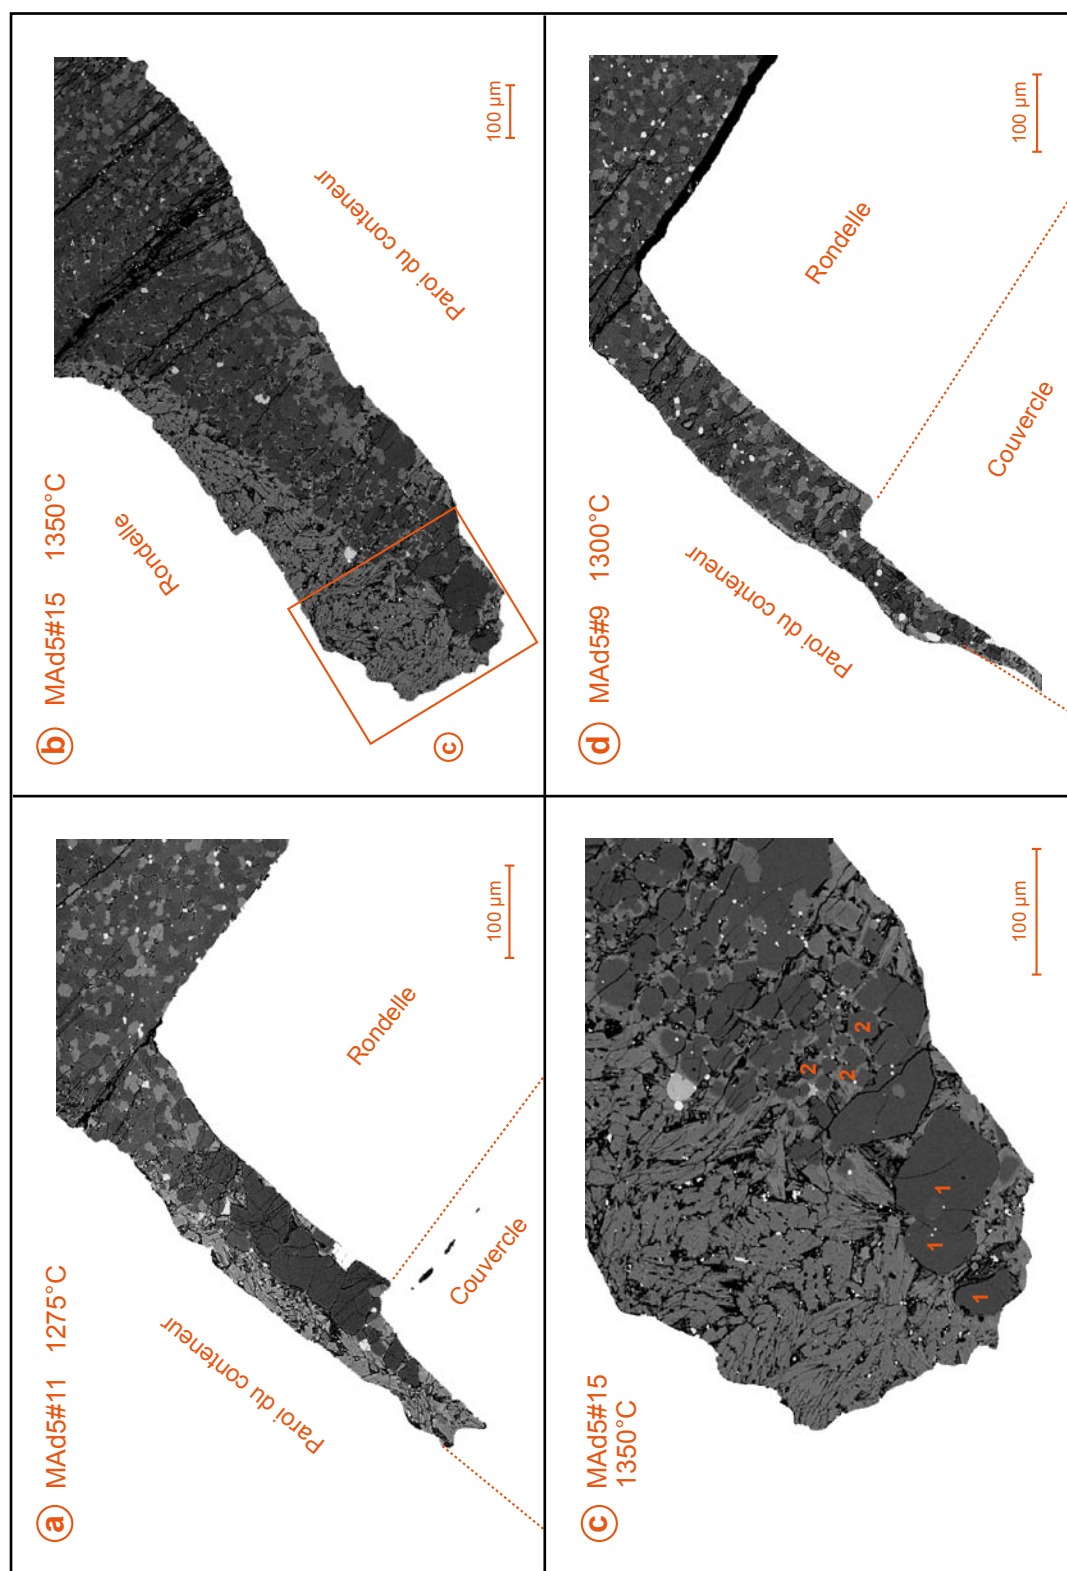 a MAd5#11 1275°C
Paroi du conteneur
Rondelle
Couvercle
100 µm
b MAd5#15 1350°C
Rondelle
Paroi du conteneur
c
100 µm
c MAd5#15
1350°C
1
1
1
2
2
2
100 µm
d MAd5#9 1300°C
Paroi du conteneur
Rondelle
Couvercle
100 µm